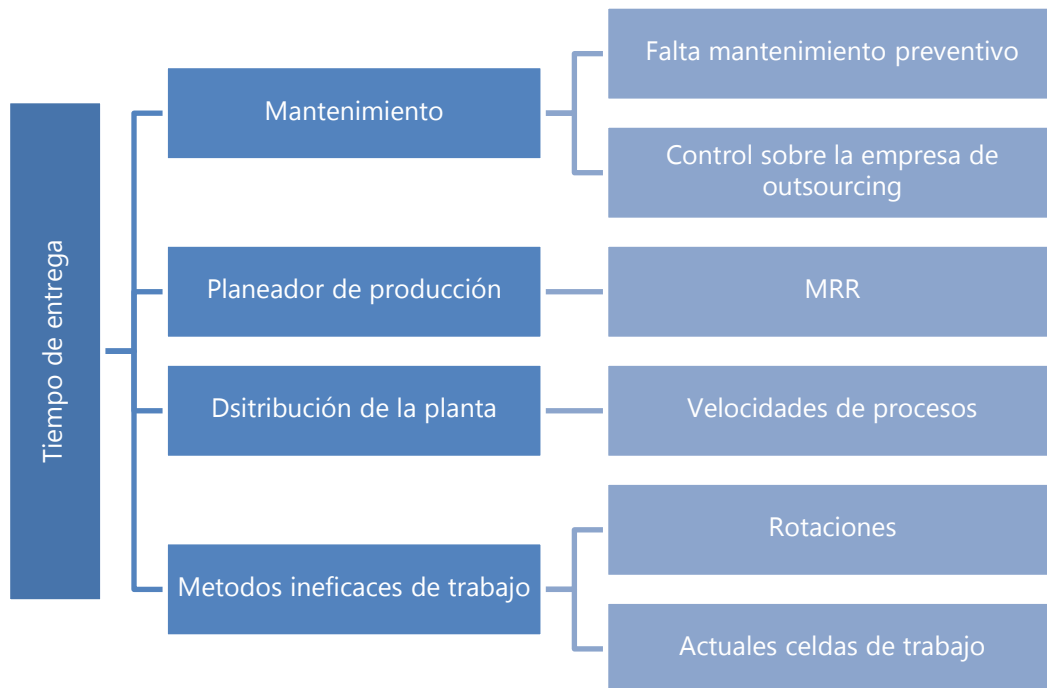 Tiempo de entrega
Mantenimiento
Falta mantenimiento preventivo
Control sobre la empresa de
outsourcing
Planeador de producción
MRR
Dsitribución de la planta
Velocidades de procesos
Metodos ineficaces de trabajo
Rotaciones
Actuales celdas de trabajo